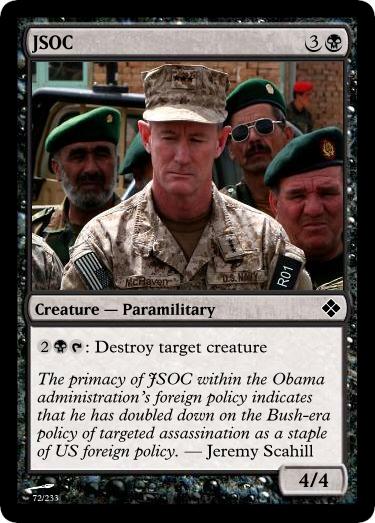 JSOC 3
McRaven U.S. NAVY
R01
Creature — Paramilitary
2: Destroy target creature
The primacy of JSOC within the Obama
administration's foreign policy indicates
that he has doubled down on the Bush-era
policy of targeted assassination as a staple
of US foreign policy. — Jeremy Scahill
4/4
72/233